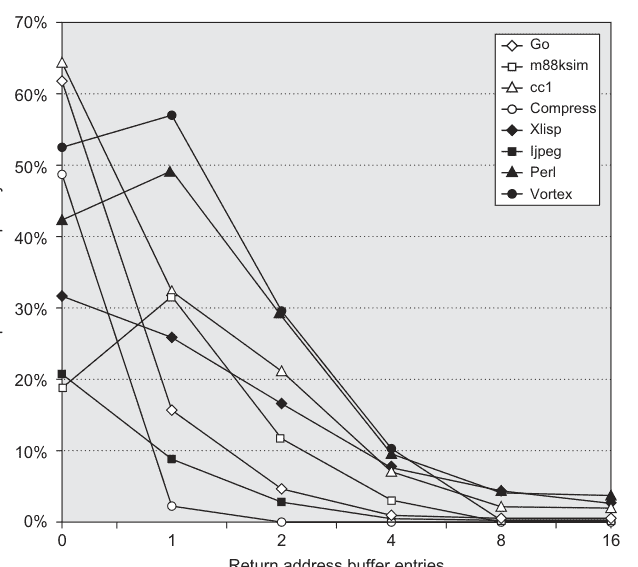 70%
60%
50%
40%
30%
20%
10%
0%
Go
m88ksim
cc1
Compress
Xlisp
Ijpeg
Perl
Vortex
0 1 2 4 8 16
Return address buffer entries